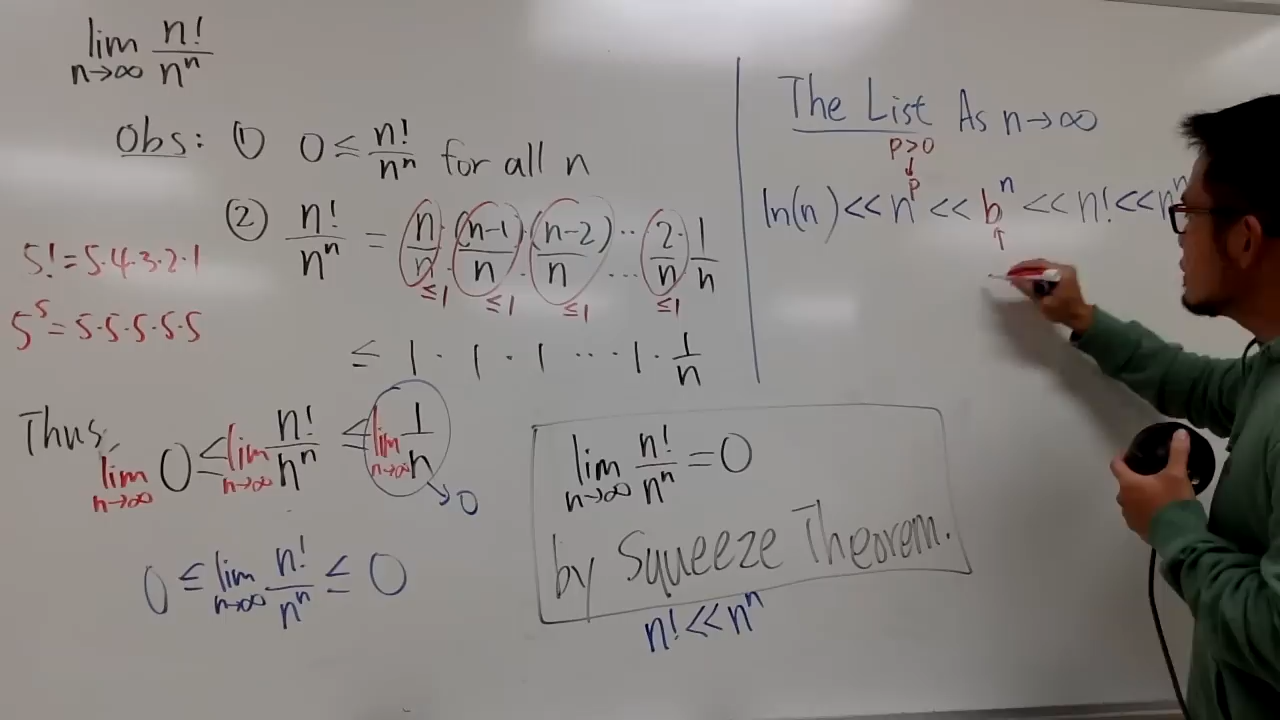 lim n→∞ n!/nⁿ
Obs: ① 0 ≤ n!/nⁿ for all n
② n!/nⁿ = n/n · (n-1)/n · (n-2)/n ··· 2/n · 1/n
≤1 ≤1 ≤1 ≤1
5! = 5·4·3·2·1
5⁵ = 5·5·5·5·5
≤ 1 · 1 · 1 ··· 1 · 1/n
Thus, lim n→∞ 0 ≤ lim n→∞ n!/nⁿ ≤ lim n→∞ 1/n → 0
0 ≤ lim n→∞ n!/nⁿ ≤ 0
lim n→∞ n!/nⁿ = 0
by Squeeze Theorem.
n! << nⁿ
The List As n→∞
p>0
ln(n) << nᵖ << bⁿ << n! << nⁿ